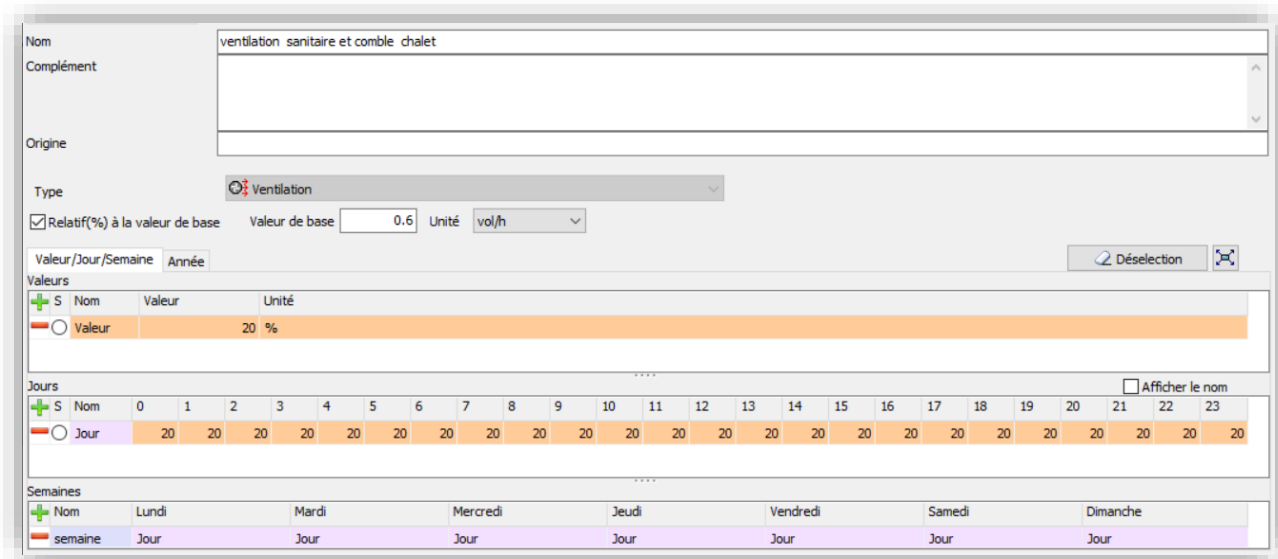 Nom ventilation sanitaire et comble chalet
Complément
Origine
Type Ventilation
Relatif(%) à la valeur de base Valeur de base 0.6 Unité vol/h
Valeur/Jour/Semaine Année Déselection
Valeurs
S Nom Valeur Unité
Valeur 20 %
Jours Afficher le nom
S Nom 0 1 2 3 4 5 6 7 8 9 10 11 12 13 14 15 16 17 18 19 20 21 22 23
Jour 20 20 20 20 20 20 20 20 20 20 20 20 20 20 20 20 20 20 20 20 20 20 20 20
Semaines
Nom Lundi Mardi Mercredi Jeudi Vendredi Samedi Dimanche
semaine Jour Jour Jour Jour Jour Jour Jour